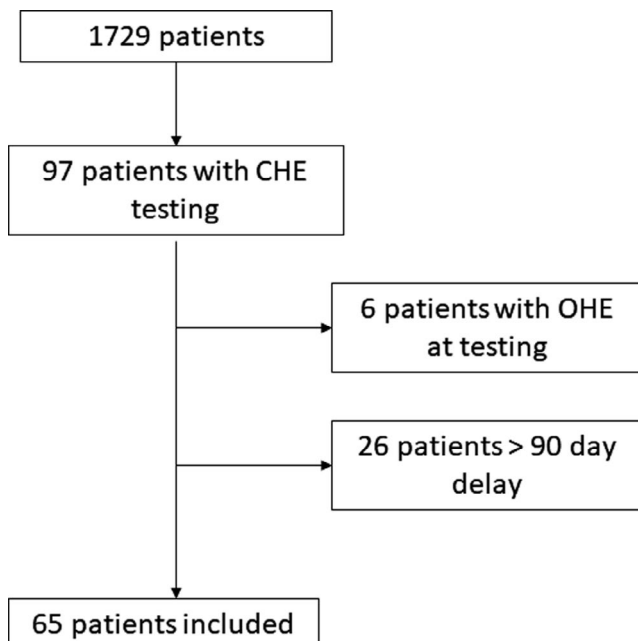 1729 patients
97 patients with CHE
testing
6 patients with OHE
at testing
26 patients > 90 day
delay
65 patients included